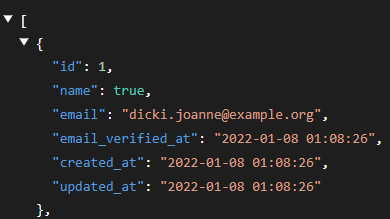 [
{
"id": 1,
"name": true,
"email": "dicki.joanne@example.org",
"email_verified_at": "2022-01-08 01:08:26",
"created_at": "2022-01-08 01:08:26",
"updated_at": "2022-01-08 01:08:26"
},